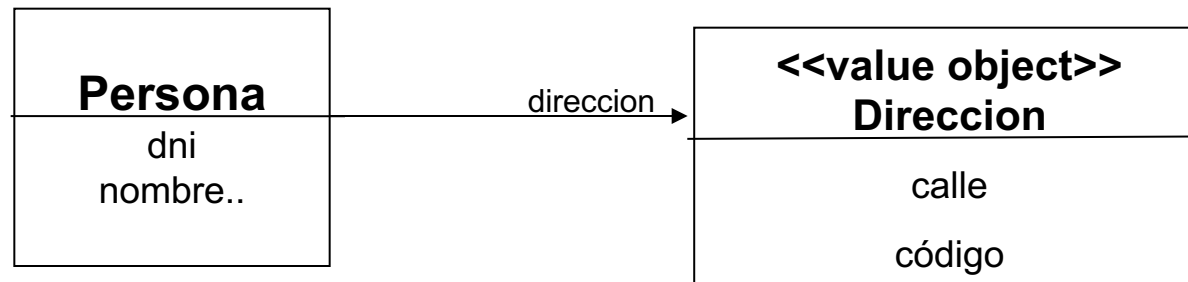 Persona
dni
nombre..
direccion
<<value object>>
Direccion
calle
código